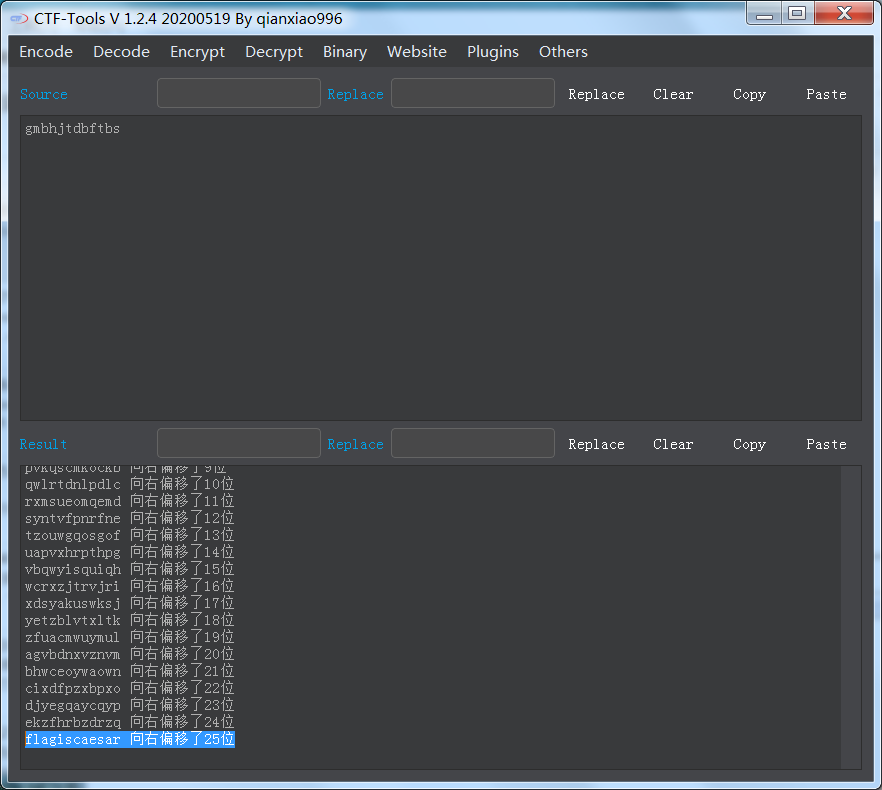 CTF-Tools V 1.2.4 20200519 By qianxiao996
Encode Decode Encrypt Decrypt Binary Website Plugins Others
Source Replace Replace Clear Copy Paste
gmbhjtdbftbs
Result Replace Replace Clear Copy Paste
pvkqscmkockb 向右偏移了9位
qwlrtdnlpdlc 向右偏移了10位
rxmsueomqemd 向右偏移了11位
syntvfpnrfne 向右偏移了12位
tzouwgqosgof 向右偏移了13位
uapvxhrpthpg 向右偏移了14位
vbqwyisquiqh 向右偏移了15位
wcrxzjtrvjri 向右偏移了16位
xdsyakuswksj 向右偏移了17位
yetzblvtxltk 向右偏移了18位
zfuacmwuymul 向右偏移了19位
agvbdnxvznvm 向右偏移了20位
bhwceoywaown 向右偏移了21位
cixdfpzxbpxo 向右偏移了22位
djyegqaycqyp 向右偏移了23位
ekzfhrbzdrzq 向右偏移了24位
flagiscaesar 向右偏移了25位